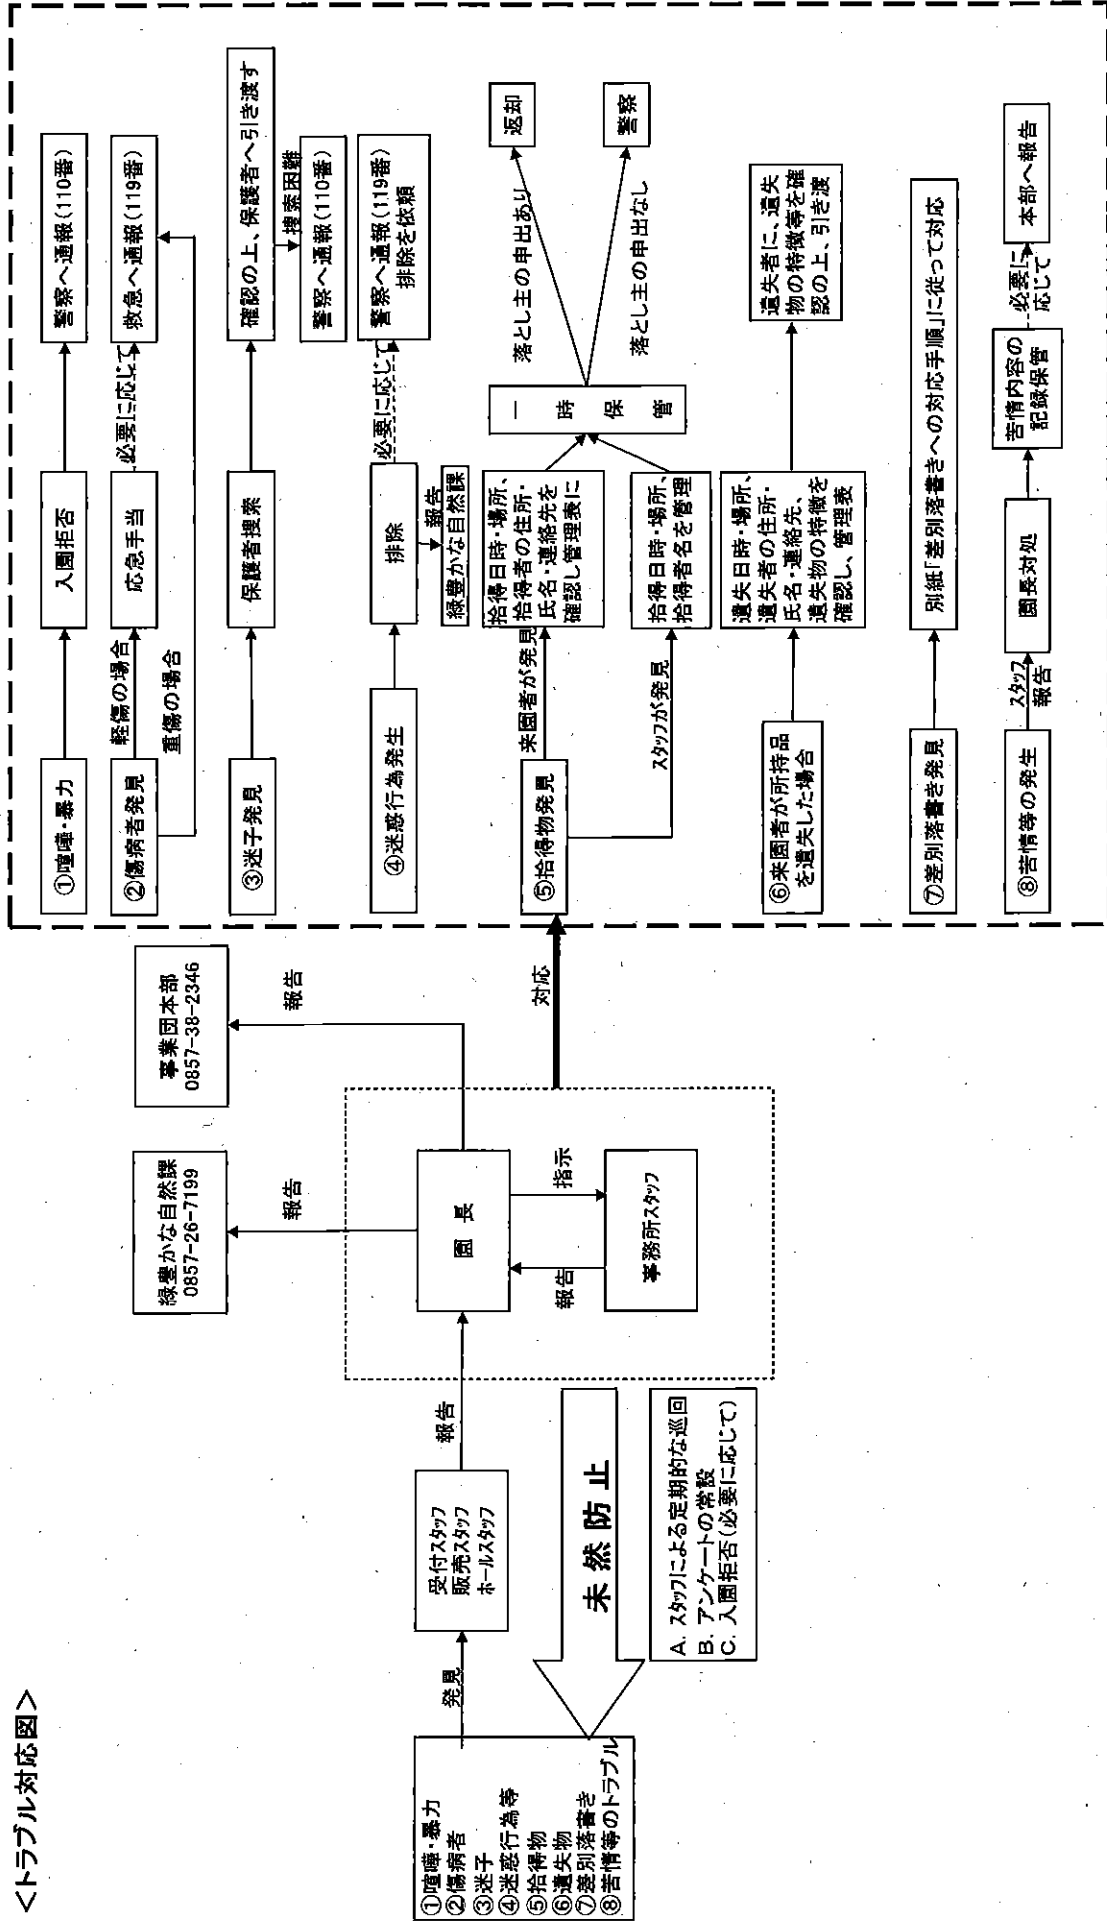 ＜トラブル対応図＞
①喧嘩・暴力
②傷病者
③迷子
④迷惑行為等
⑤拾得物
⑥遺失物
⑦差別落書き
⑧苦情等のトラブル
発見
受付スタッフ
販売スタッフ
ホールスタッフ
報告
未然防止
A. スタッフによる定期的な巡回
B. アンケートの常設
C. 入園拒否（必要に応じて）
緑豊かな自然課
0857-26-7199
報告
事業団本部
0857-38-2346
報告
園長
報告
指示
事務所スタッフ
対応
①喧嘩・暴力
入園拒否
警察へ通報（110番）
②傷病者発見
軽傷の場合
応急手当
必要に応じて
救急へ通報（119番）
重傷の場合
③迷子発見
保護者捜索
確認の上、保護者へ引き渡す
捜索困難
警察へ通報（110番）
④迷惑行為発生
排除
必要に応じて
警察へ通報（119番）
排除を依頼
報告
緑豊かな自然課
⑤拾得物発見
来園者が発見
拾得日時・場所、
拾得者の住所・
氏名・連絡先を
確認し管理表に
スタッフが発見
拾得日時・場所、
拾得者名を管理
一時保管
落とし主の申出あり
返却
落とし主の申出なし
警察
⑥来園者が所持品
を遺失した場合
遺失日時・場所、
遺失者の住所・
氏名・連絡先、
遺失物の特徴を
確認し、管理表
遺失者に、遺失
物の特徴等を確
認の上、引き渡
⑦差別落書き発見
別紙「差別落書きへの対応手順」に従って対応
⑧苦情等の発生
スタッフ
報告
園長対処
苦情内容の
記録保管
必要に
応じて
本部へ報告